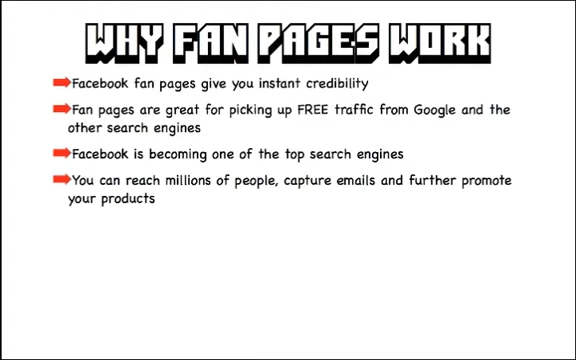 WHY FAN PAGES WORK
Facebook fan pages give you instant credibility
Fan pages are great for picking up FREE traffic from Google and the
other search engines
Facebook is becoming one of the top search engines
You can reach millions of people, capture emails and further promote
your products